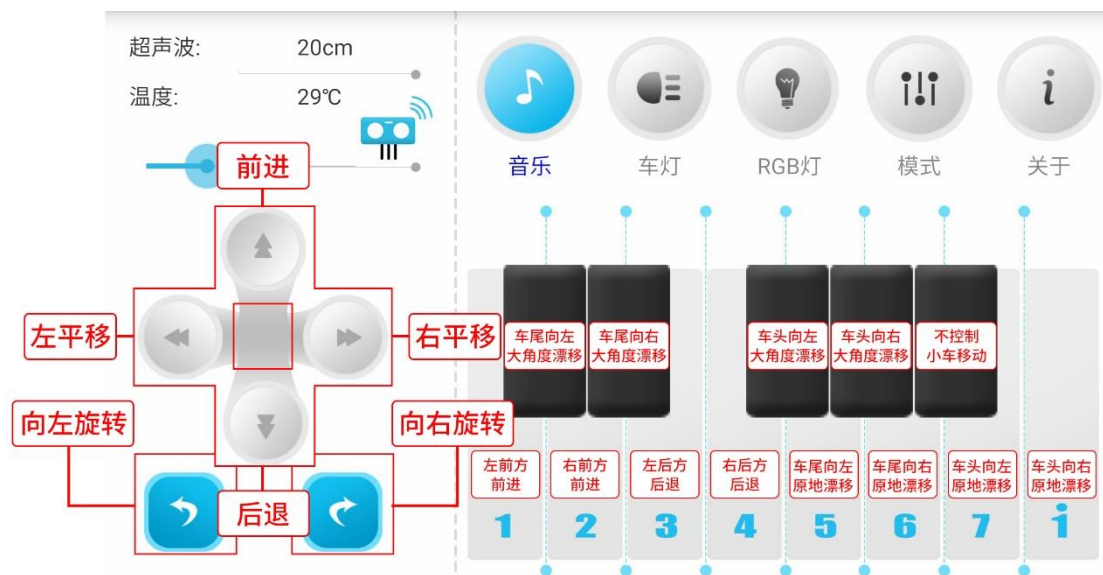 超声波: 20cm
温度: 29℃
前进
左平移
右平移
向左旋转
向右旋转
后退
音乐
车灯
RGB灯
模式
关于
车尾向左
大角度漂移
车尾向右
大角度漂移
车头向左
大角度漂移
车头向右
大角度漂移
不控制
小车移动
左前方
前进
右前方
前进
左后方
后退
右后方
后退
车尾向左
原地漂移
车尾向右
原地漂移
车头向左
原地漂移
车头向右
原地漂移
1 2 3 4 5 6 7 i